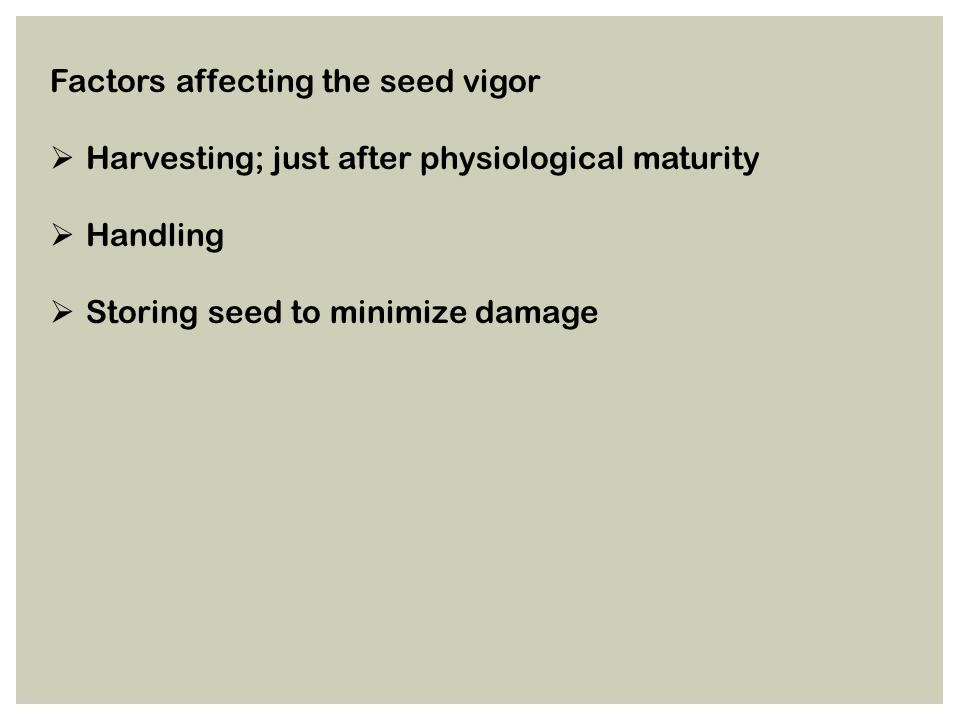 Factors affecting the seed vigor
➢ Harvesting; just after physiological maturity
➢ Handling
➢ Storing seed to minimize damage